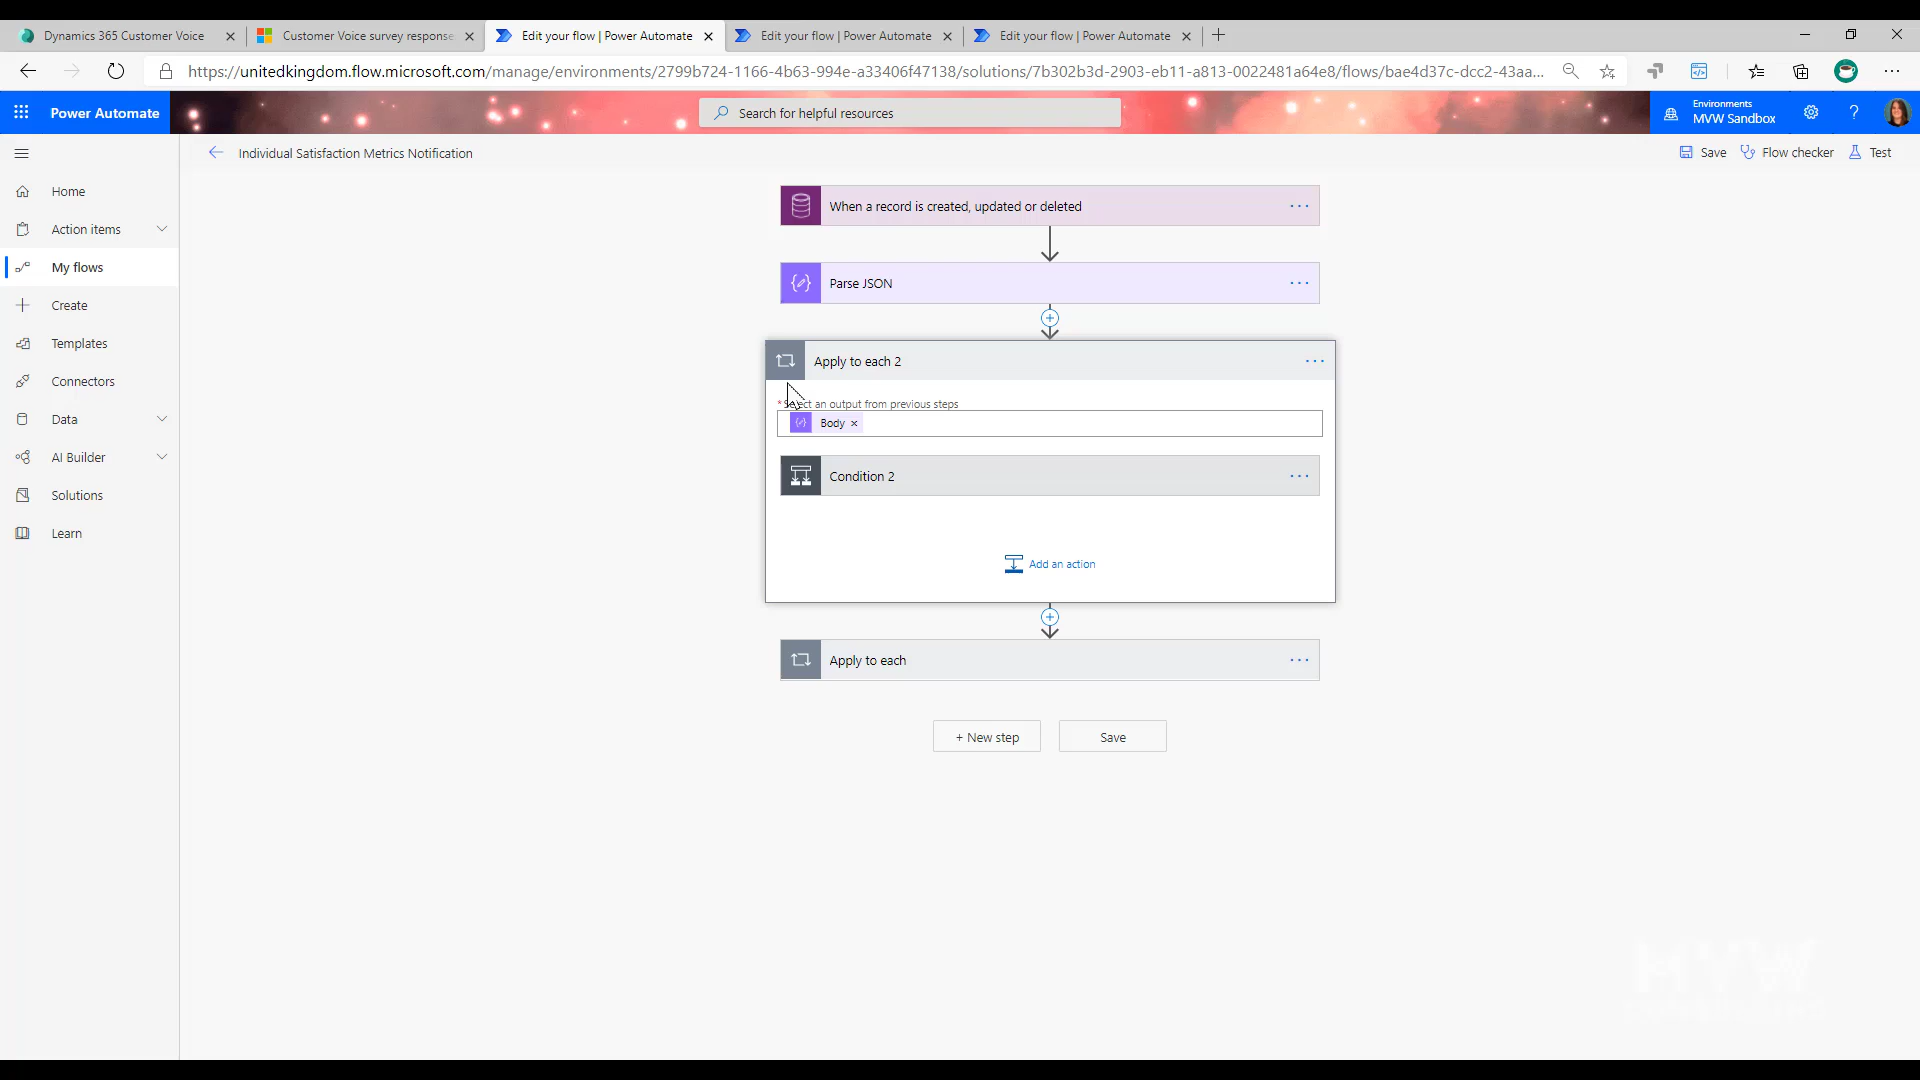 Dynamics 365 Customer Voice
Customer Voice survey response
Edit your flow | Power Automate
Edit your flow | Power Automate
Edit your flow | Power Automate
https://unitedkingdom.flow.microsoft.com/manage/environments/2799b724-1166-4b63-994e-a33406f47138/solutions/7b302b3d-2903-eb11-a813-0022481a64e8/flows/bae4d37c-dcc2-43aa...
Power Automate
Search for helpful resources
Environments
MVW Sandbox
?
Individual Satisfaction Metrics Notification
Save
Flow checker
Test
Home
Action items
My flows
Create
Templates
Connectors
Data
AI Builder
Solutions
Learn
When a record is created, updated or deleted
Parse JSON
Apply to each 2
* Select an output from previous steps
Body
Condition 2
Add an action
Apply to each
+ New step
Save